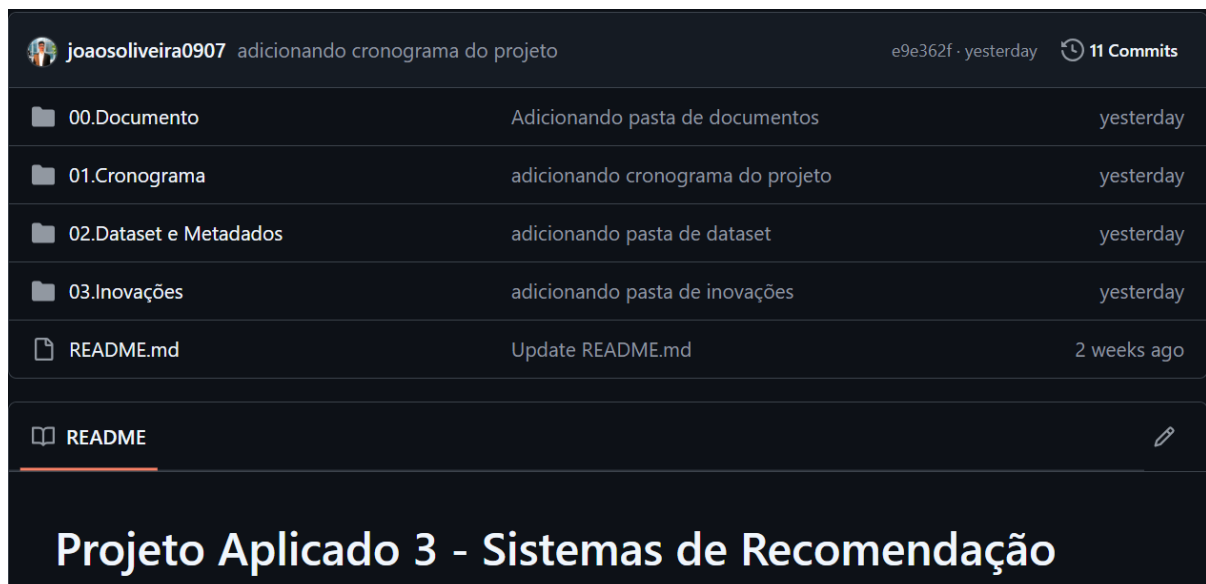 joaosoliveira0907 adicionando cronograma do projeto e9e362f · yesterday 11 Commits
00.Documento Adicionando pasta de documentos yesterday
01.Cronograma adicionando cronograma do projeto yesterday
02.Dataset e Metadados adicionando pasta de dataset yesterday
03.Inovações adicionando pasta de inovações yesterday
README.md Update README.md 2 weeks ago
README
Projeto Aplicado 3 - Sistemas de Recomendação